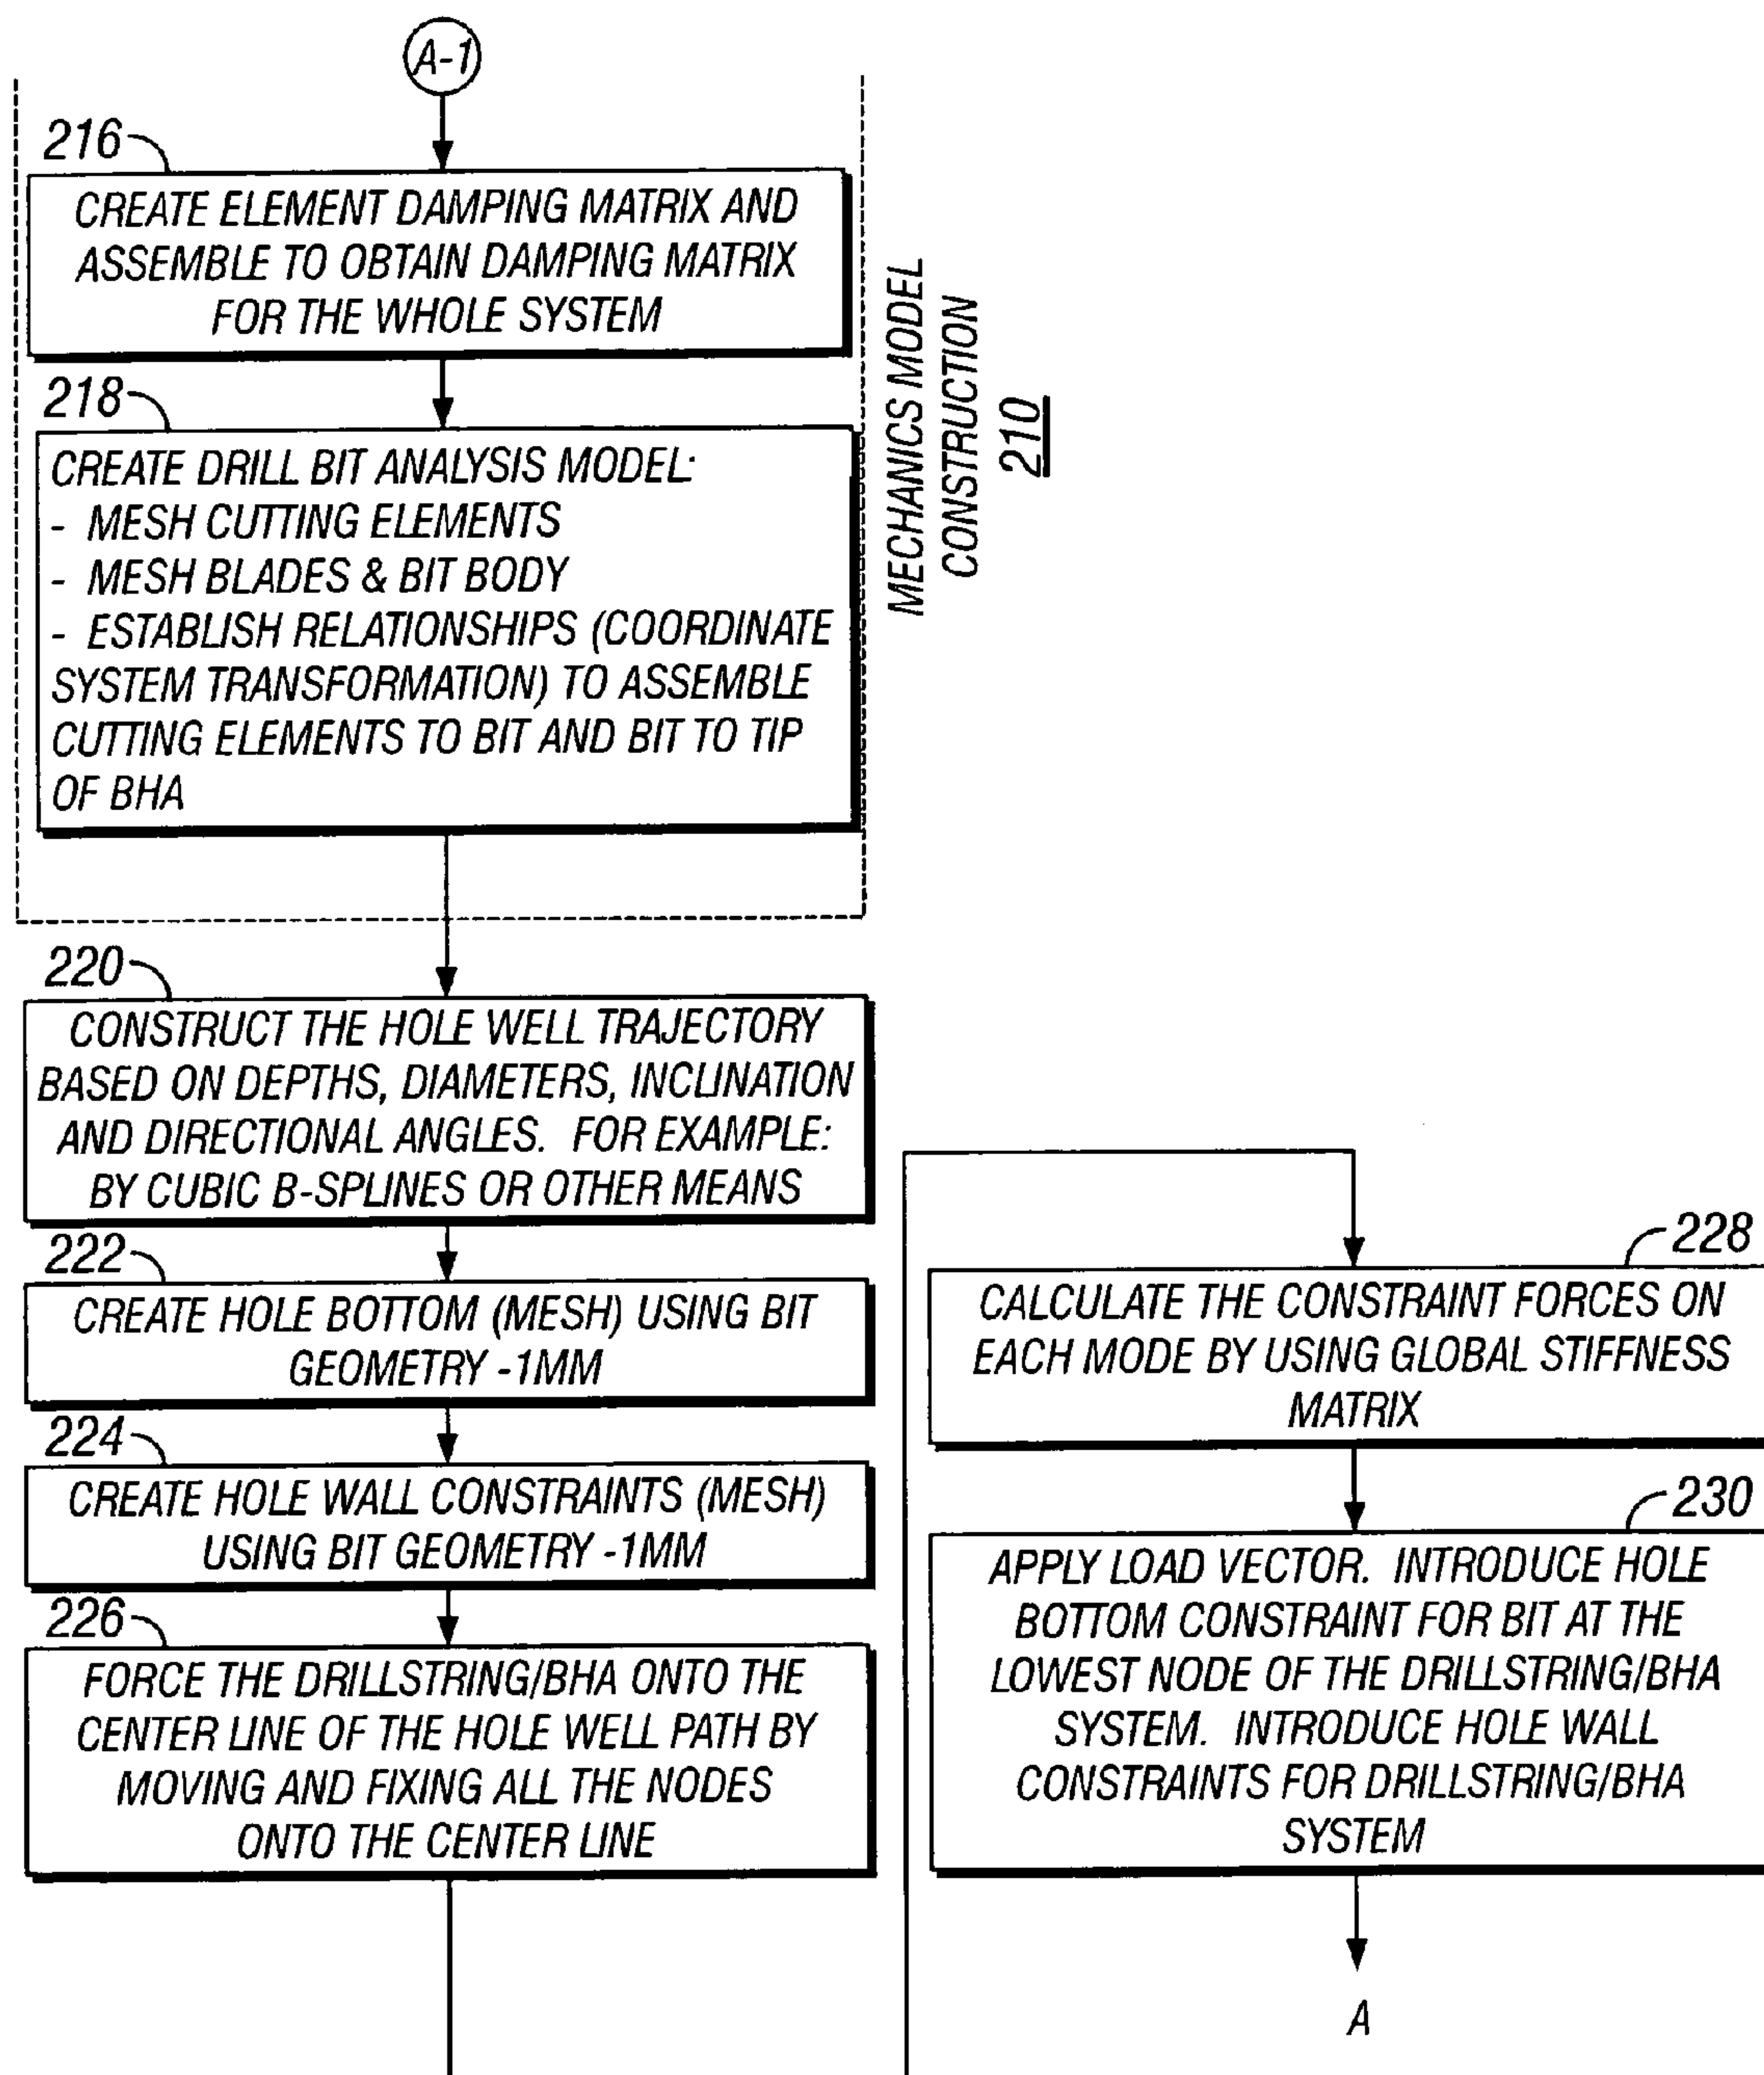 A-1
216
CREATE ELEMENT DAMPING MATRIX AND
ASSEMBLE TO OBTAIN DAMPING MATRIX
FOR THE WHOLE SYSTEM
218
CREATE DRILL BIT ANALYSIS MODEL:
- MESH CUTTING ELEMENTS
- MESH BLADES & BIT BODY
- ESTABLISH RELATIONSHIPS (COORDINATE
SYSTEM TRANSFORMATION) TO ASSEMBLE
CUTTING ELEMENTS TO BIT AND BIT TO TIP
OF BHA
MECHANICS MODEL
CONSTRUCTION
210
220
CONSTRUCT THE HOLE WELL TRAJECTORY
BASED ON DEPTHS, DIAMETERS, INCLINATION
AND DIRECTIONAL ANGLES. FOR EXAMPLE:
BY CUBIC B-SPLINES OR OTHER MEANS
222
CREATE HOLE BOTTOM (MESH) USING BIT
GEOMETRY -1MM
224
CREATE HOLE WALL CONSTRAINTS (MESH)
USING BIT GEOMETRY -1MM
226
FORCE THE DRILLSTRING/BHA ONTO THE
CENTER LINE OF THE HOLE WELL PATH BY
MOVING AND FIXING ALL THE NODES
ONTO THE CENTER LINE
228
CALCULATE THE CONSTRAINT FORCES ON
EACH MODE BY USING GLOBAL STIFFNESS
MATRIX
230
APPLY LOAD VECTOR. INTRODUCE HOLE
BOTTOM CONSTRAINT FOR BIT AT THE
LOWEST NODE OF THE DRILLSTRING/BHA
SYSTEM. INTRODUCE HOLE WALL
CONSTRAINTS FOR DRILLSTRING/BHA
SYSTEM
A